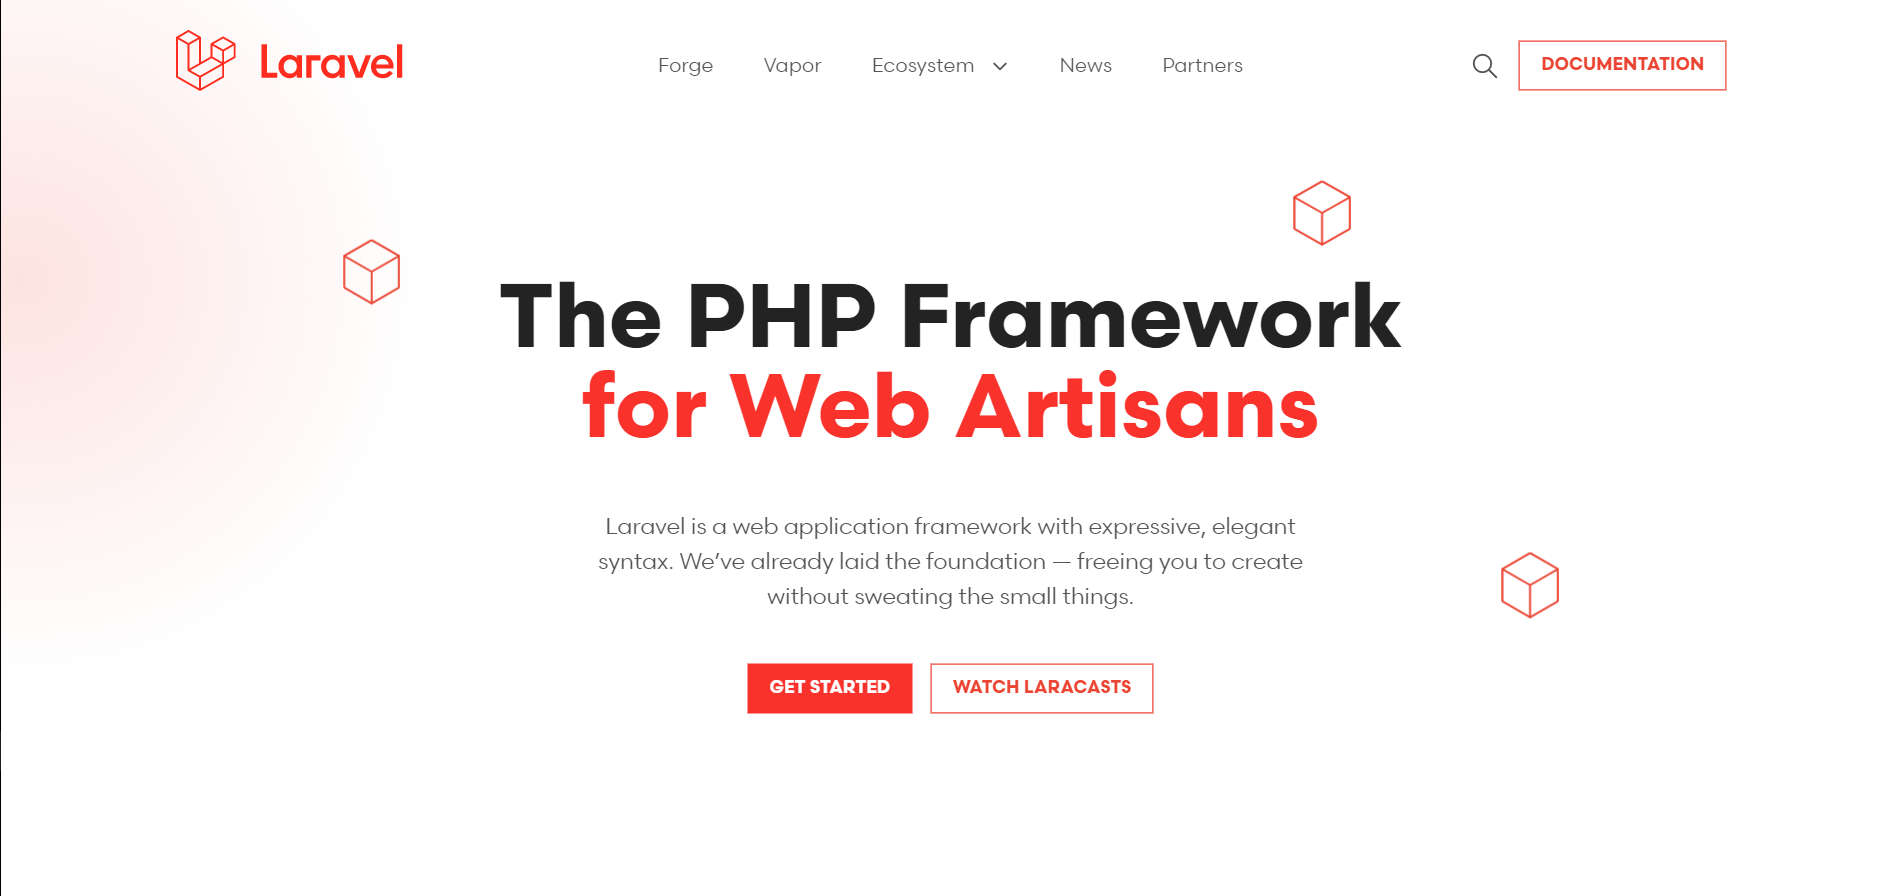 Laravel
Forge Vapor Ecosystem News Partners
DOCUMENTATION
The PHP Framework
for Web Artisans
Laravel is a web application framework with expressive, elegant
syntax. We’ve already laid the foundation — freeing you to create
without sweating the small things.
GET STARTED
WATCH LARACASTS